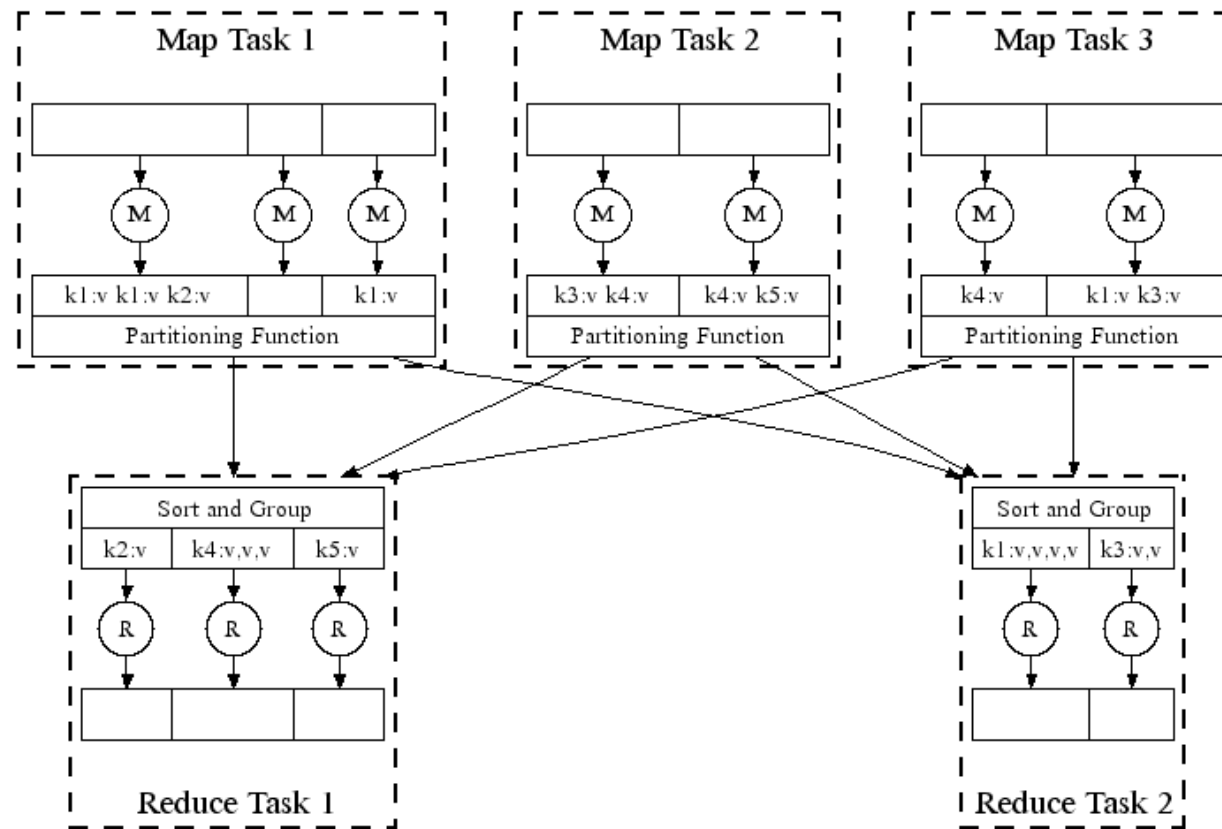 Map Task 1
Map Task 2
Map Task 3
M
M
M
M
M
M
M
k1:v k1:v k2:v
k1:v
k3:v k4:v
k4:v k5:v
k4:v
k1:v k3:v
Partitioning Function
Partitioning Function
Partitioning Function
Sort and Group
Sort and Group
k2:v
k4:v,v,v
k5:v
k1:v,v,v,v
k3:v,v
R
R
R
R
R
Reduce Task 1
Reduce Task 2